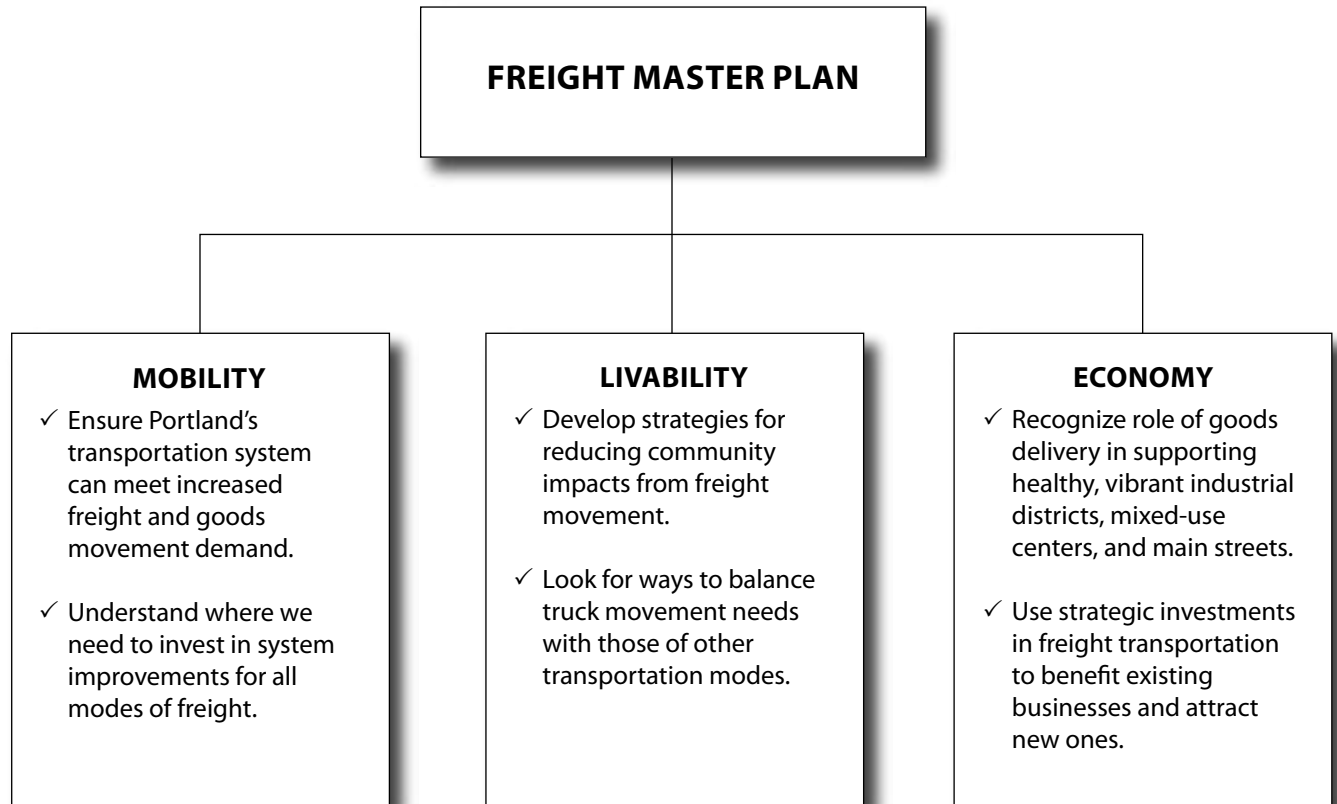 FREIGHT MASTER PLAN
MOBILITY
✓ Ensure Portland’s
transportation system
can meet increased
freight and goods
movement demand.
✓ Understand where we
need to invest in system
improvements for all
modes of freight.
LIVABILITY
✓ Develop strategies for
reducing community
impacts from freight
movement.
✓ Look for ways to balance
truck movement needs
with those of other
transportation modes.
ECONOMY
✓ Recognize role of goods
delivery in supporting
healthy, vibrant industrial
districts, mixed-use
centers, and main streets.
✓ Use strategic investments
in freight transportation
to benefit existing
businesses and attract
new ones.